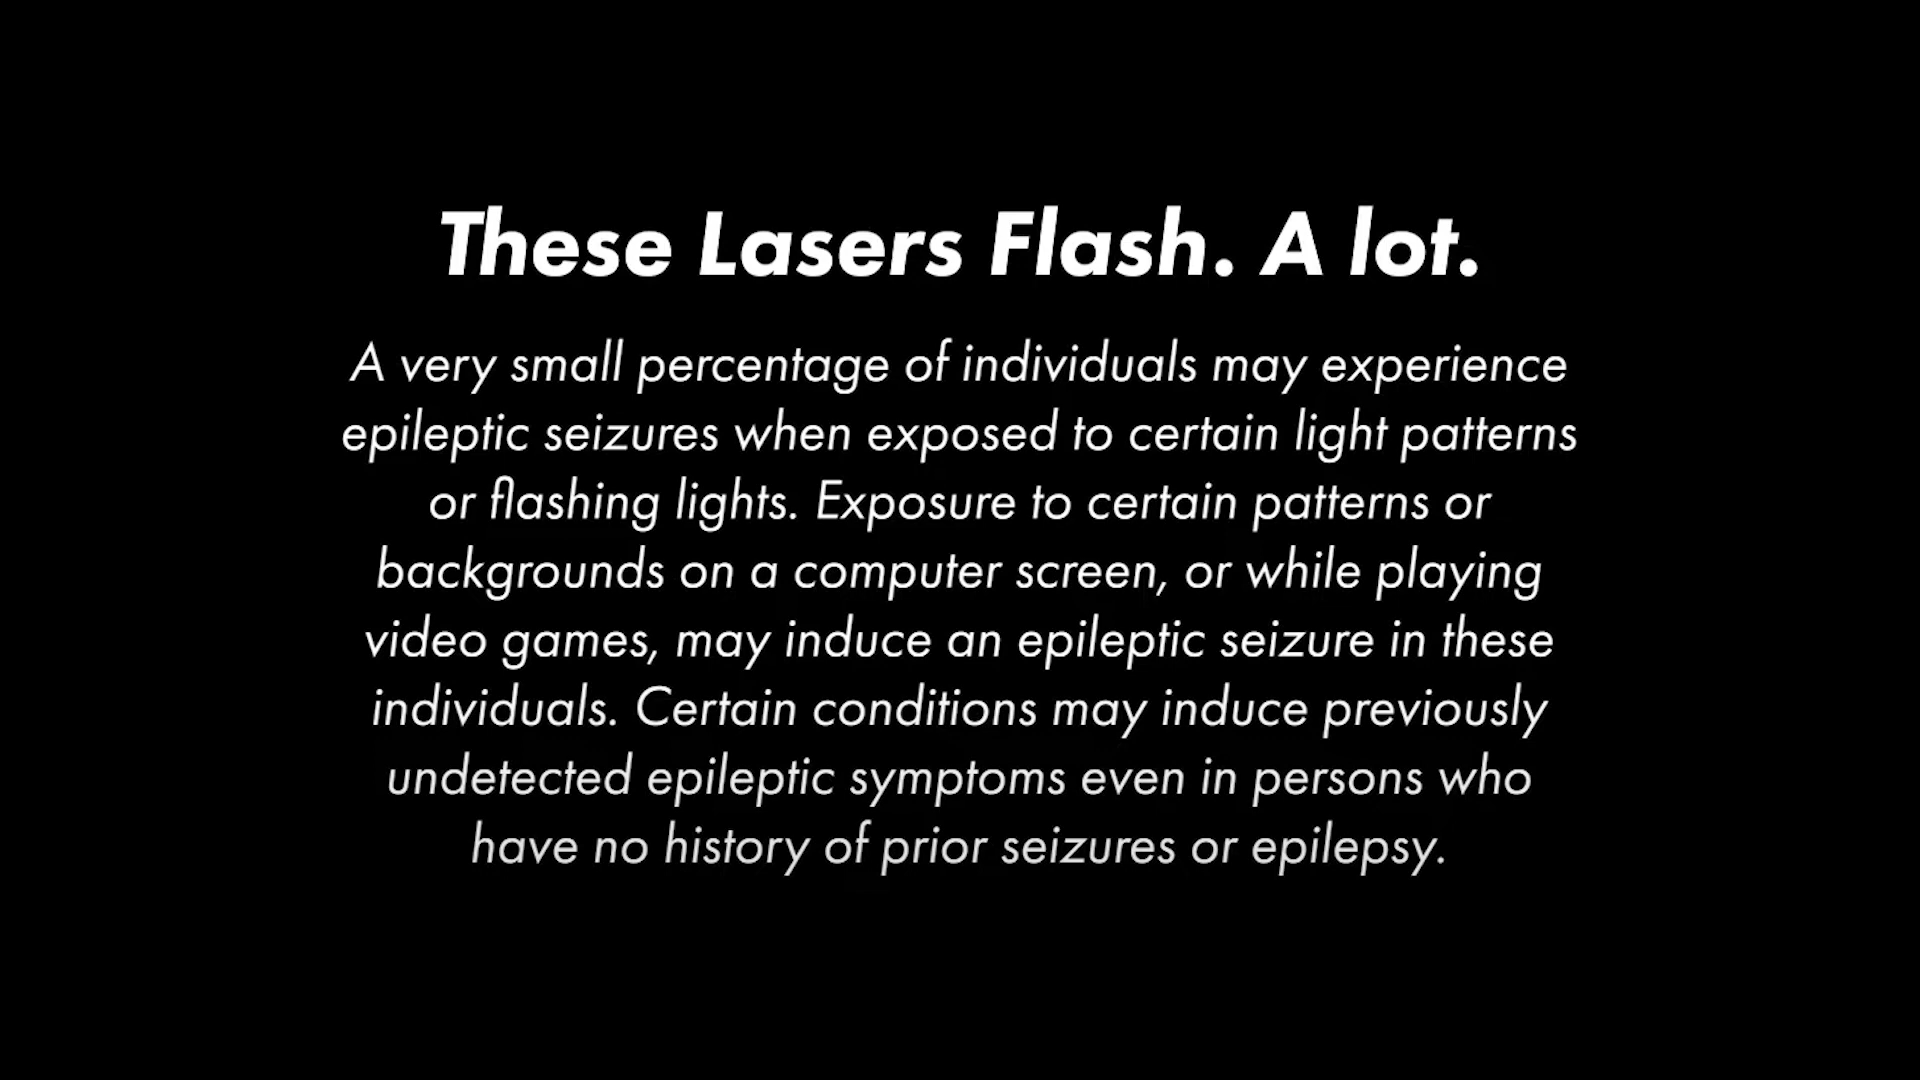 These Lasers Flash. A lot.
A very small percentage of individuals may experience
epileptic seizures when exposed to certain light patterns
or flashing lights. Exposure to certain patterns or
backgrounds on a computer screen, or while playing
video games, may induce an epileptic seizure in these
individuals. Certain conditions may induce previously
undetected epileptic symptoms even in persons who
have no history of prior seizures or epilepsy.